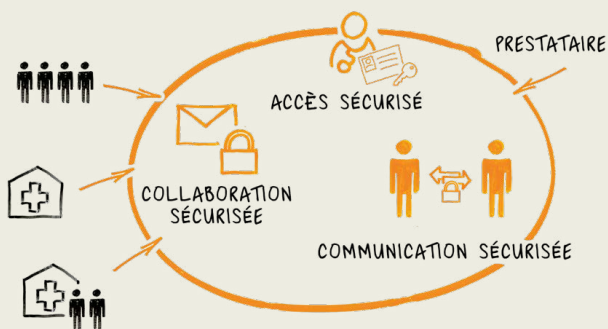 PRESTATAIRE
ACCÈS SÉCURISÉ
COLLABORATION
SÉCURISÉE
COMMUNICATION SÉCURISÉE